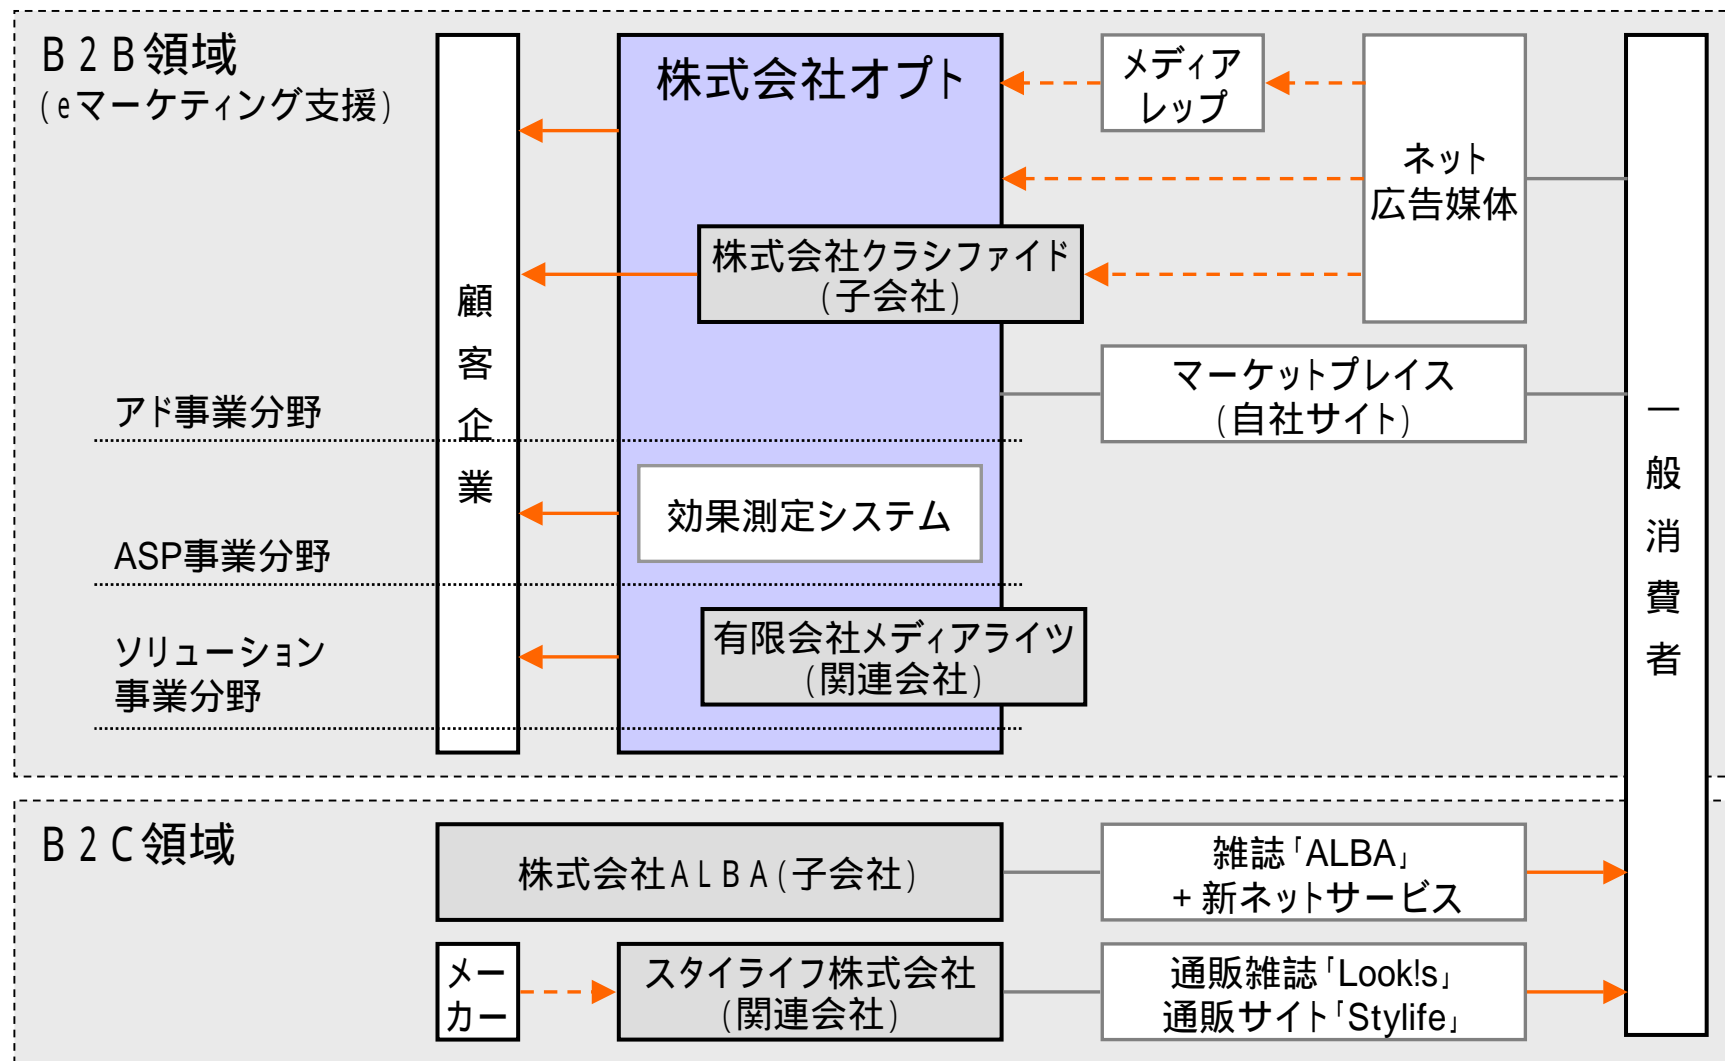 B2B領域
(eマーケティング支援)
株式会社オプト
メディア
レップ
ネット
広告媒体
株式会社クラシファイド
(子会社)
顧客企業
マーケットプレイス
(自社サイト)
一般消費者
アド事業分野
効果測定システム
ASP事業分野
有限会社メディアライツ
(関連会社)
ソリューション
事業分野
B2C領域
株式会社ALBA(子会社)
雑誌「ALBA」
+新ネットサービス
メー
カー
スタイライフ株式会社
(関連会社)
通販雑誌「Look!s」
通販サイト「Stylife」